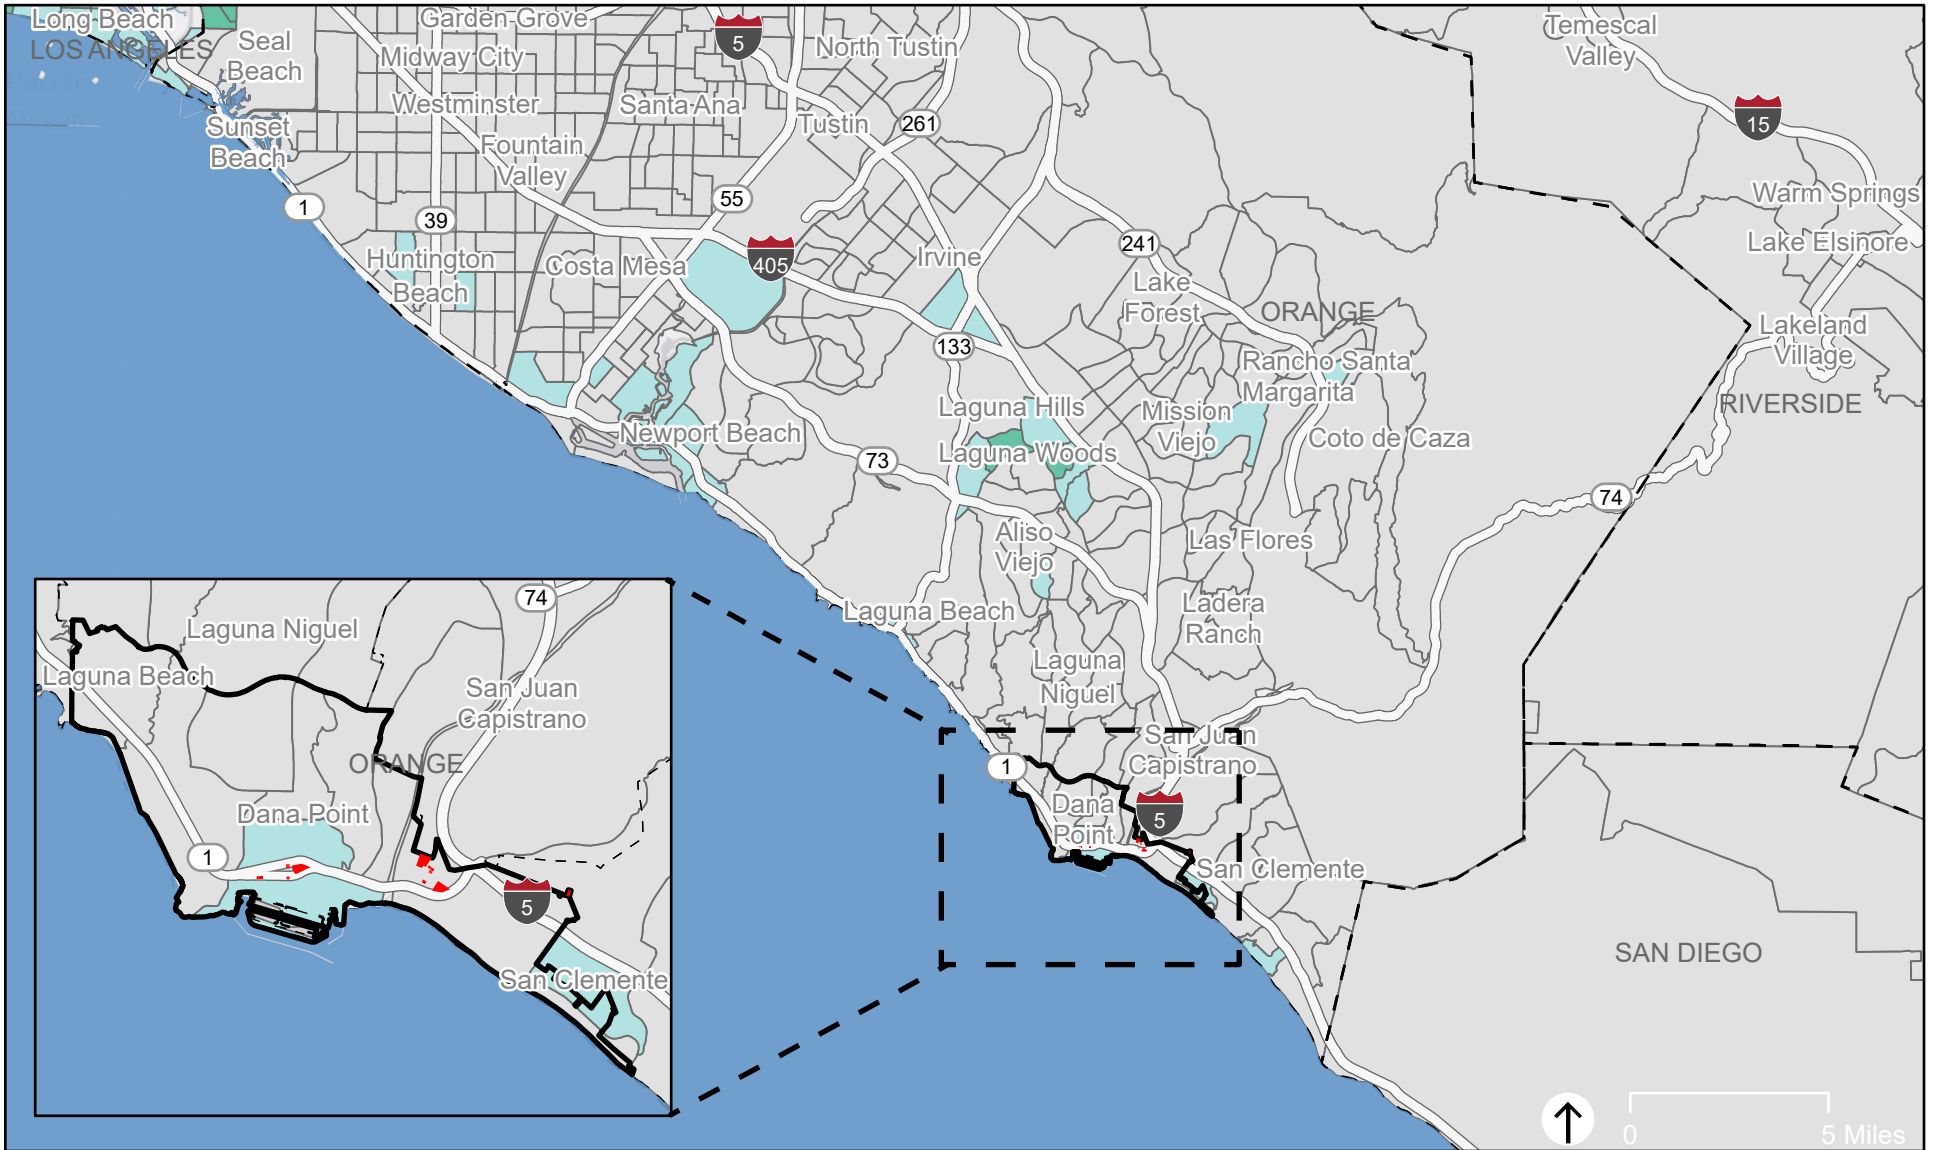 Long Beach
LOS ANGELES
Pacific
Ocean
Seal
Beach
Sunset
Beach
Garden Grove
Midway City
Westminster
Fountain
Valley
Santa Ana
5
North Tustin
Tustin
261
55
1
39
Huntington
Beach
Costa Mesa
405
Irvine
241
Lake
Forest
ORANGE
Temescal
Valley
15
Warm Springs
Lake Elsinore
Lakeland
Village
RIVERSIDE
133
Rancho Santa
Margarita
Laguna Hills
Mission
Viejo
Coto de Caza
Newport Beach
Laguna Woods
73
74
Aliso
Viejo
Las Flores
Laguna Beach
Ladera
Ranch
Laguna
Niguel
San Juan
Capistrano
1
Dana
Point
5
San Clemente
SAN DIEGO
74
Laguna Niguel
Laguna Beach
San Juan
Capistrano
ORANGE
Dana Point
1
5
San Clemente
0 5 Miles